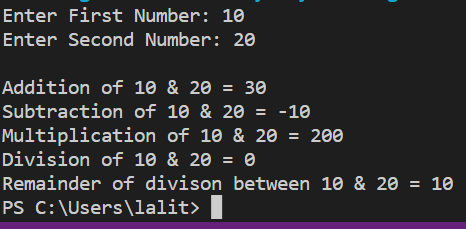 Enter First Number: 10
Enter Second Number: 20
Addition of 10 & 20 = 30
Subtraction of 10 & 20 = -10
Multiplication of 10 & 20 = 200
Division of 10 & 20 = 0
Remainder of divison between 10 & 20 = 10
PS C:\Users\lalit>